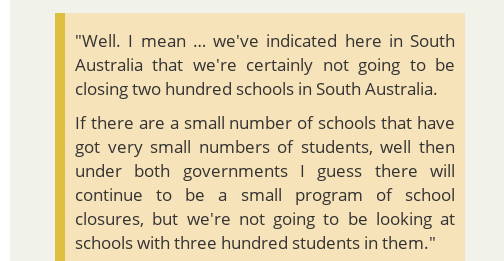 "Well. I mean ... we've indicated here in South
Australia that we're certainly not going to be
closing two hundred schools in South Australia.
If there are a small number of schools that have
got very small numbers of students, well then
under both governments I guess there will
continue to be a small program of school
closures, but we're not going to be looking at
schools with three hundred students in them."